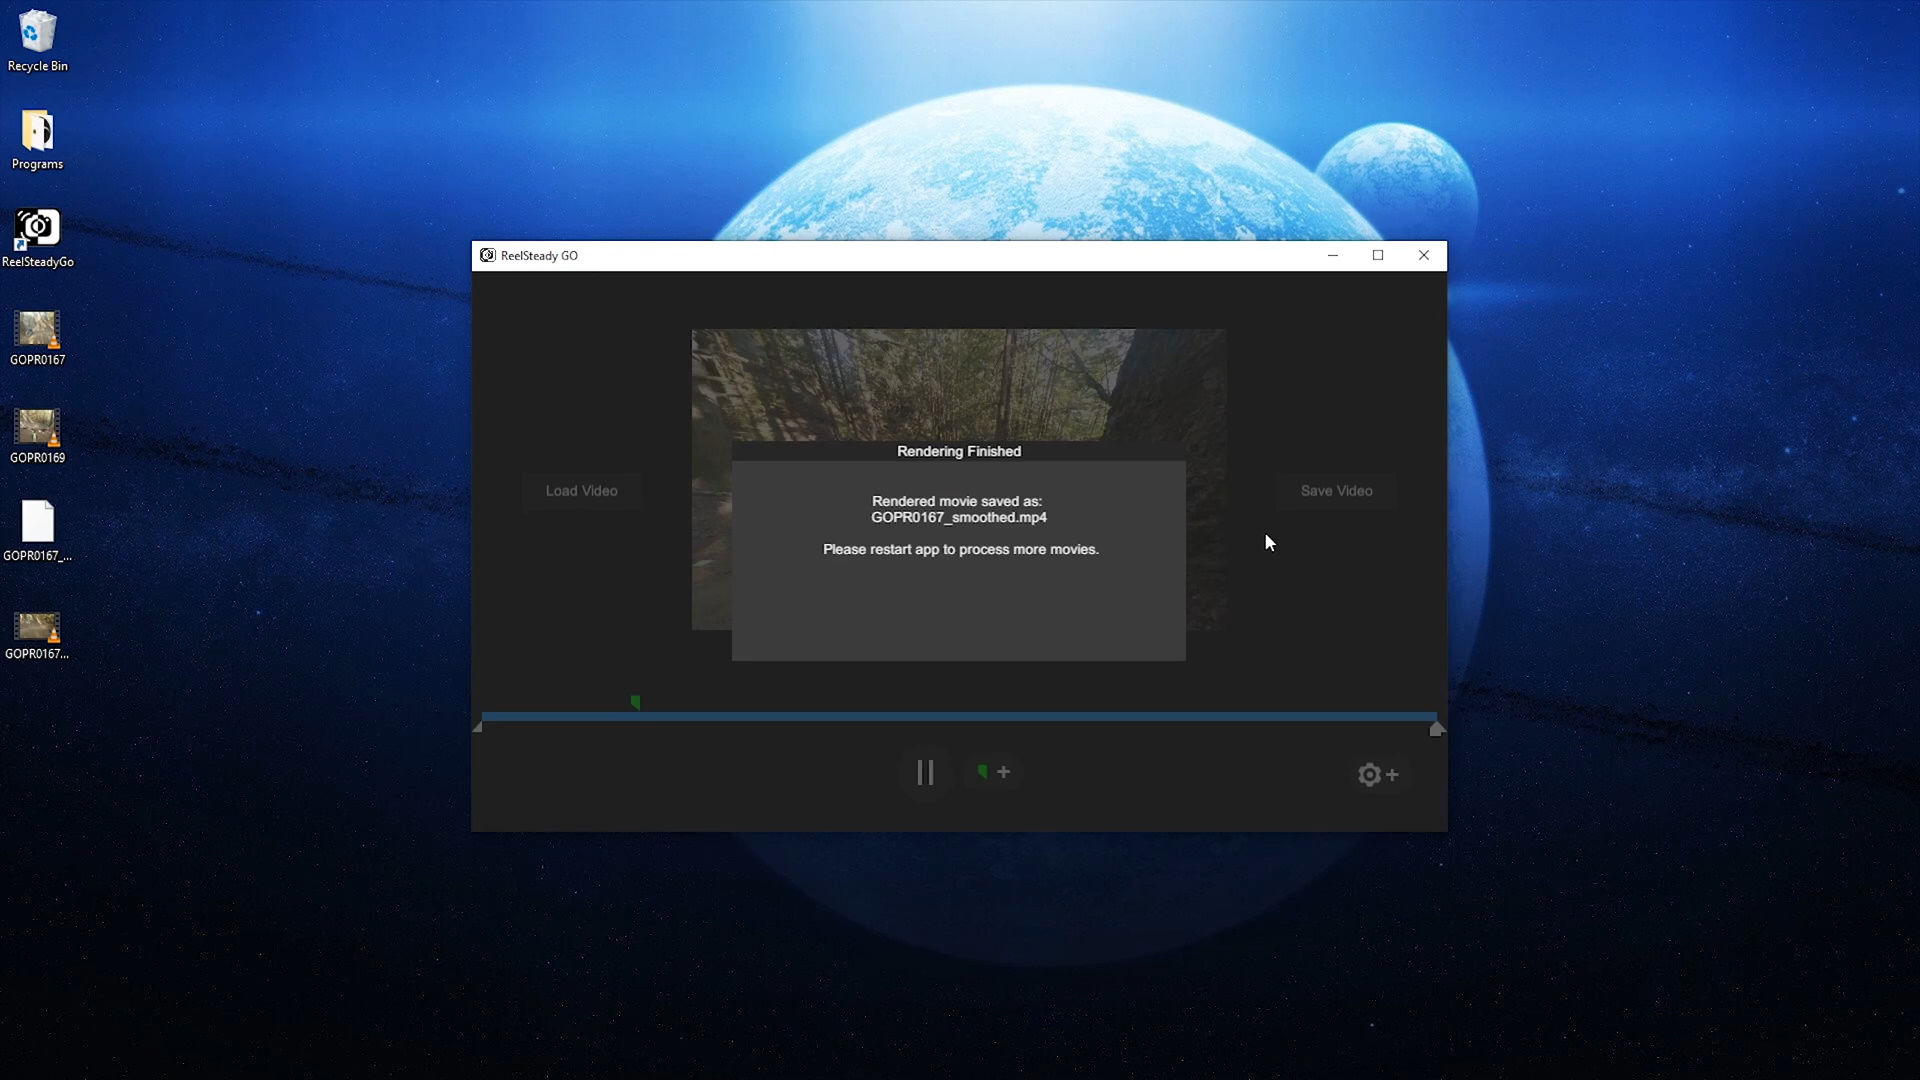 Recycle Bin
Programs
ReelSteadyGo
GOPR0167
GOPR0169
GOPR0167_...
GOPR0167...
ReelSteady GO
Load Video
Save Video
Rendering Finished
Rendered movie saved as:
GOPR0167_smoothed.mp4
Please restart app to process more movies.